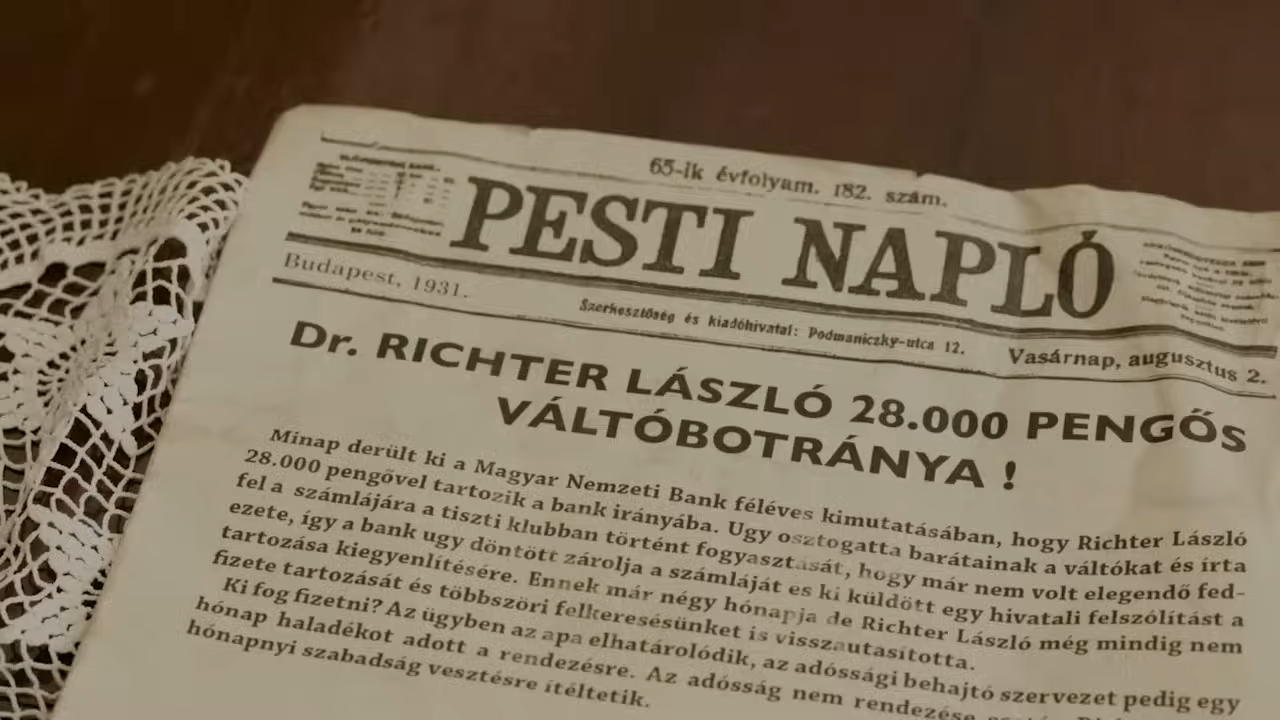 65-ik évfolyam. 182. szám.
PESTI NAPLÓ
Budapest, 1931.
Szerkesztőség és kiadóhivatal: Podmaniczky-utca 12.
Vasárnap, augusztus 2.
Dr. RICHTER LÁSZLÓ 28.000 PENGŐS
VÁLTÓBOTRÁNYA !
Minap derült ki a Magyar Nemzeti Bank féléves kimutatásában, hogy Richter László
28.000 pengővel tartozik a bank irányába. Ugy osztogatta barátainak a váltókat és írta
fel a számlájára a tiszti klubban történt fogyasztását, hogy már nem volt elegendő fed-
ezete, így a bank ugy döntött zárolja a számláját es ki küldött egy hivatali felszólítást a
tartozása kiegyenlítésére. Ennek már négy hónapja de Richter László még mindig nem
fizete tartozását és többszöri felkeresésünket is visszautasította.
Ki fog fizetni? Az ügyben az apa elhatárolódik, az adóssági behajtó szervezet pedig egy
hónap haladékot adott a rendezésre. Az adósság nem rendezése
hónapnyi szabadság vesztésre ítéltetik.